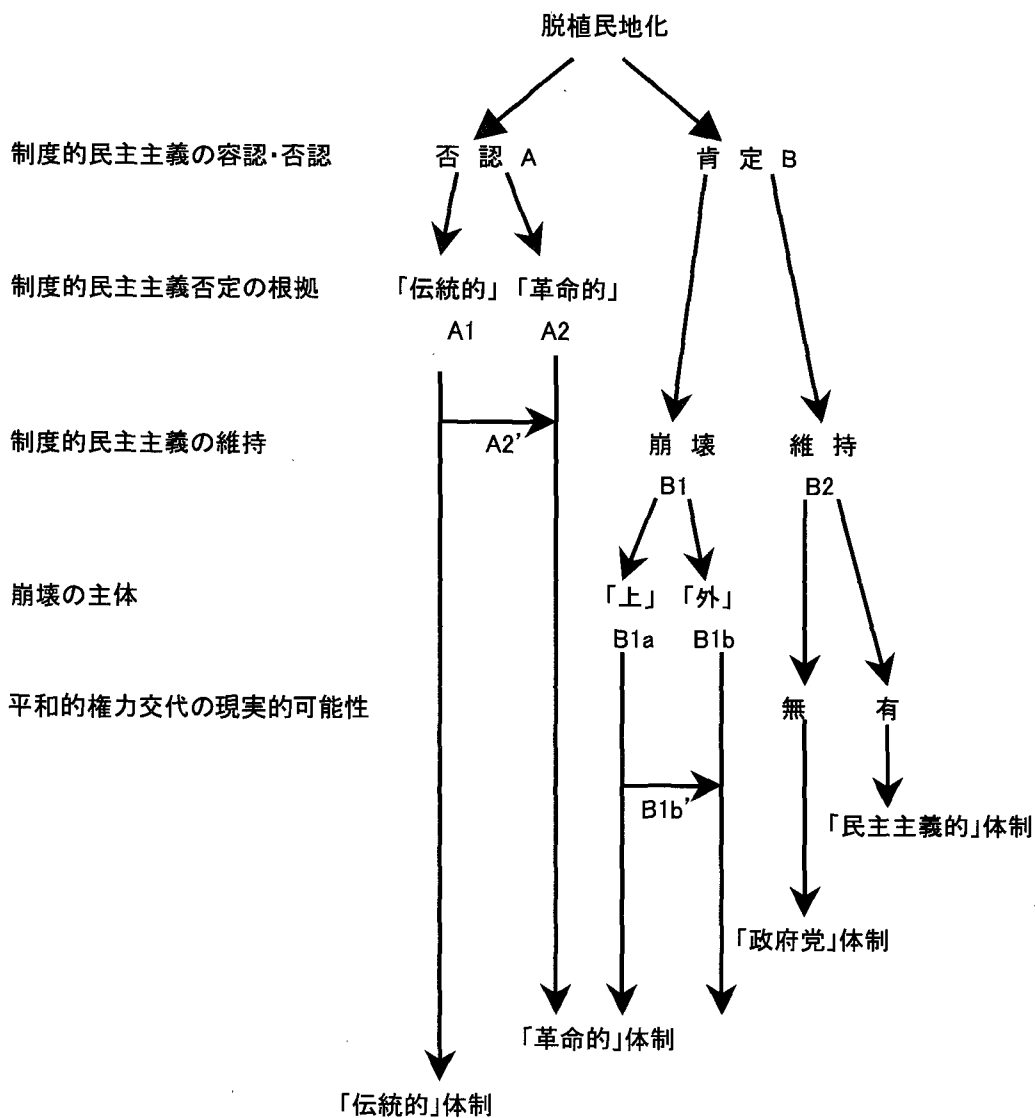 脱植民地化
制度的民主主義の容認・否認 否認 A 肯定 B
制度的民主主義否定の根拠 「伝統的」 「革命的」
A1 A2
制度的民主主義の維持 A2' 崩壊 維持
B1 B2
崩壊の主体 「上」 「外」
B1a B1b
平和的権力交代の現実的可能性 無 有
B1b'
「民主主義的」体制
「政府党」体制
「革命的」体制
「伝統的」体制